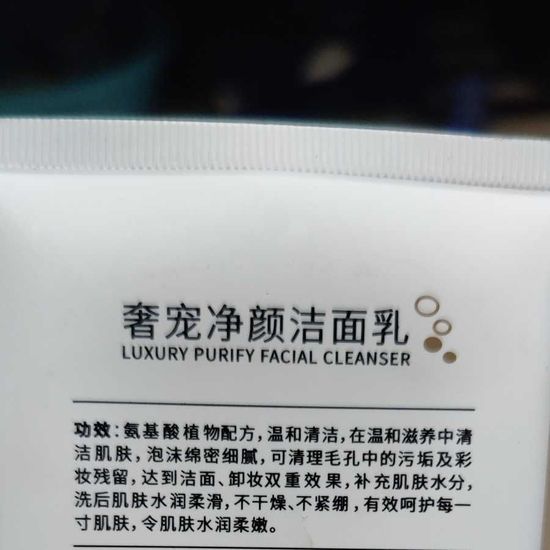 奢宠净颜洁面乳
LUXURY PURIFY FACIAL CLEANSER
功效:氨基酸植物配方,温和清洁,在温和滋养中清
洁肌肤,泡沫绵密细腻,可清理毛孔中的污垢及彩
妆残留,达到洁面、卸妆双重效果,补充肌肤水分,
洗后肌肤水润柔滑,不干燥、不紧绷,有效呵护每一
寸肌肤,令肌肤水润柔嫩。